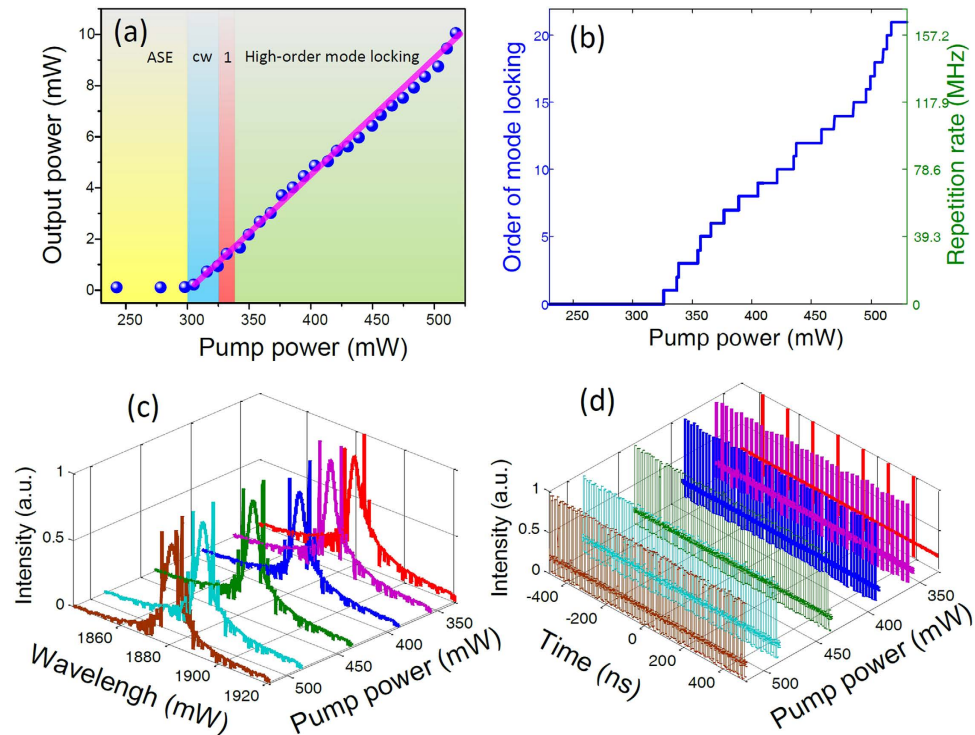 (a)
ASE cw 1 High-order mode locking
Output power (mW)
10
8
6
4
2
0
250 300 350 400 450 500
Pump power (mW)
(b)
Order of mode locking
20
15
10
5
0
157.2
117.9
78.6
39.3
0
Repetition rate (MHz)
250 300 350 400 450 500
Pump power (mW)
(c)
Intensity (a.u.)
1
0.5
0
1860
1880
1900
1920
Wavelengh (mW)
350
400
450
500
Pump power (mW)
(d)
Intensity (a.u.)
1
0.5
0
-400
-200
0
200
400
Time (ns)
350
400
450
500
Pump power (mW)